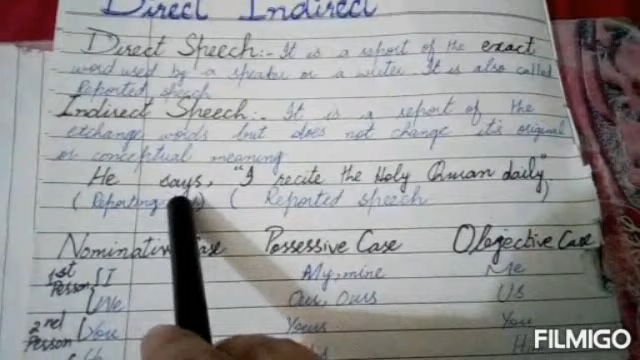 Direct Indirect
Direct Speech:- It is a report of the exact
word used by a speaker or a writer. It is also called
Reported speech
Indirect Speech:- It is a report of the
exchange words but does not change it's original
or conceptual meaning
He says, "I recite the Holy Quran daily".
(Reporting) (Reported speech)
Nominative Case Possessive Case Objective Case
1st Person I My, mine Me
We Our, Ours Us
2nd Person You Yours You
FILMIGO